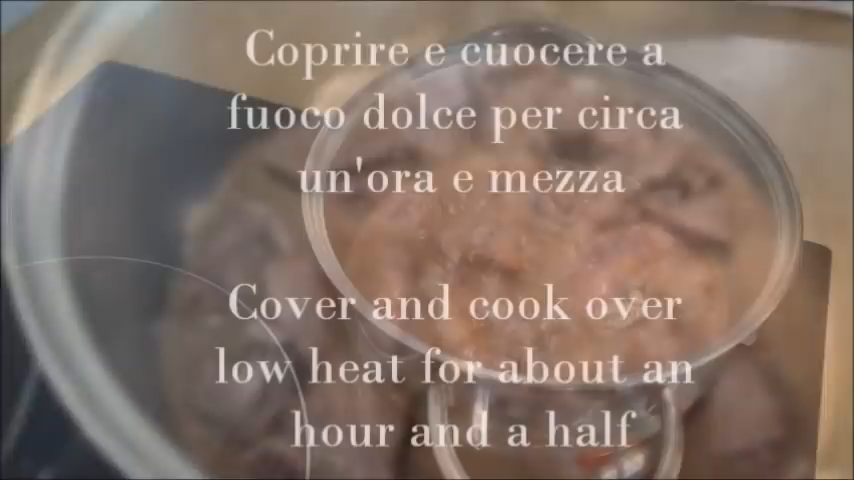 Coprire e cuocere a
fuoco dolce per circa
un'ora e mezza
Cover and cook over
low heat for about an
hour and a half